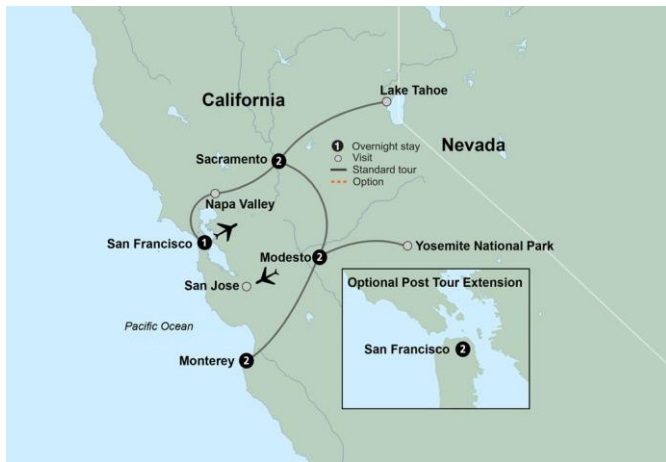 Lake Tahoe
California
Nevada
1 Overnight stay
Visit
Standard tour
Option
Sacramento 2
Napa Valley
San Francisco 1
Modesto 2
Yosemite National Park
San Jose
Optional Post Tour Extension
Pacific Ocean
San Francisco 2
Monterey 2